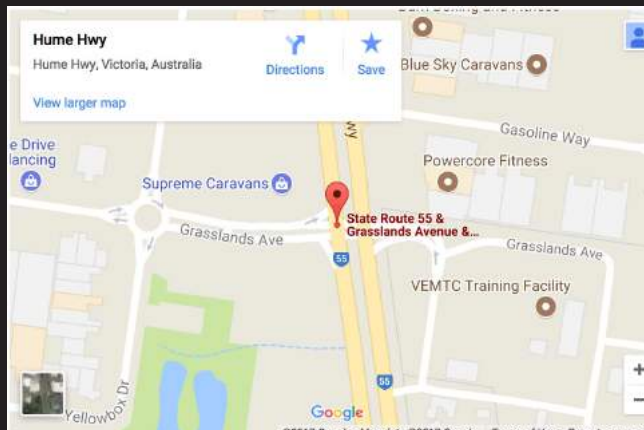 Hume Hwy
Hume Hwy, Victoria, Australia
View larger map
Directions
Save
Fitness
Blue Sky Caravans
Gasoline Way
Powercore Fitness
e Drive
lancing
Supreme Caravans
wy
State Route 55 &
Grasslands Avenue &...
Grasslands Ave
Grasslands Ave
55
VEMTC Training Facility
55
Yellowbox Dr
Google
+
−